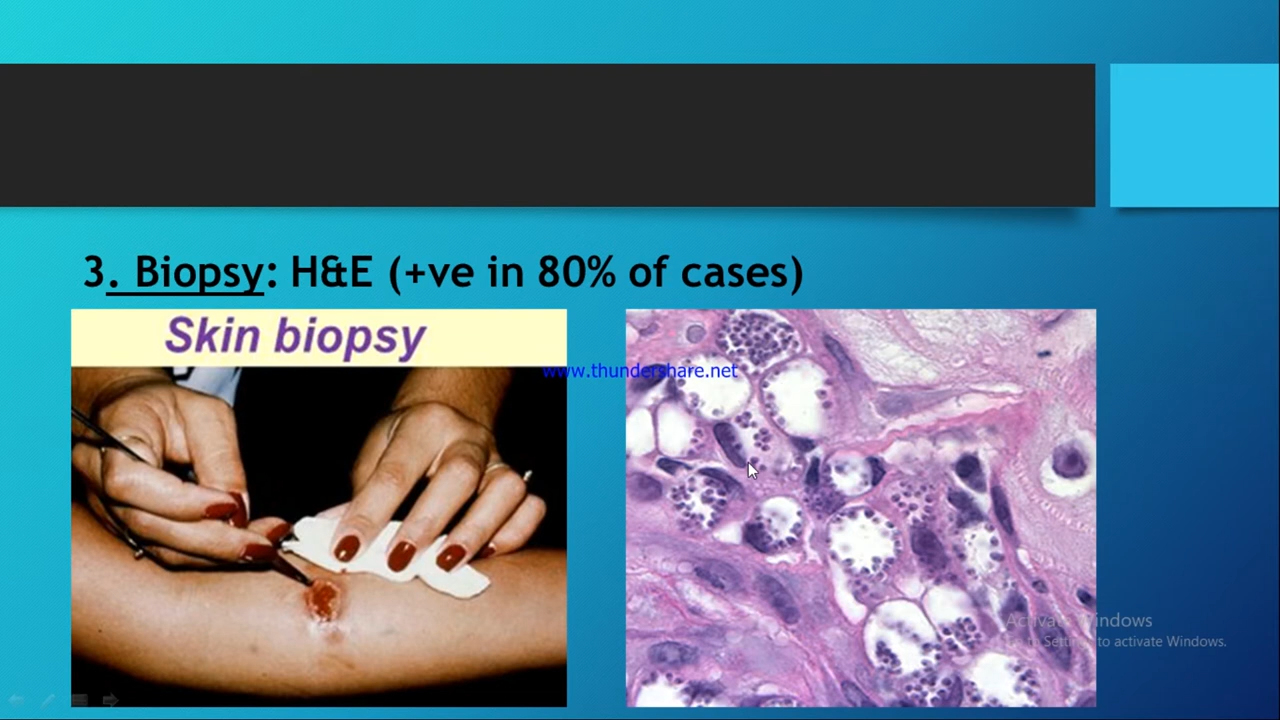 3. Biopsy: H&E (+ve in 80% of cases)
Skin biopsy
www.thundershare.net
Activate Windows
Go to Settings to activate Windows.